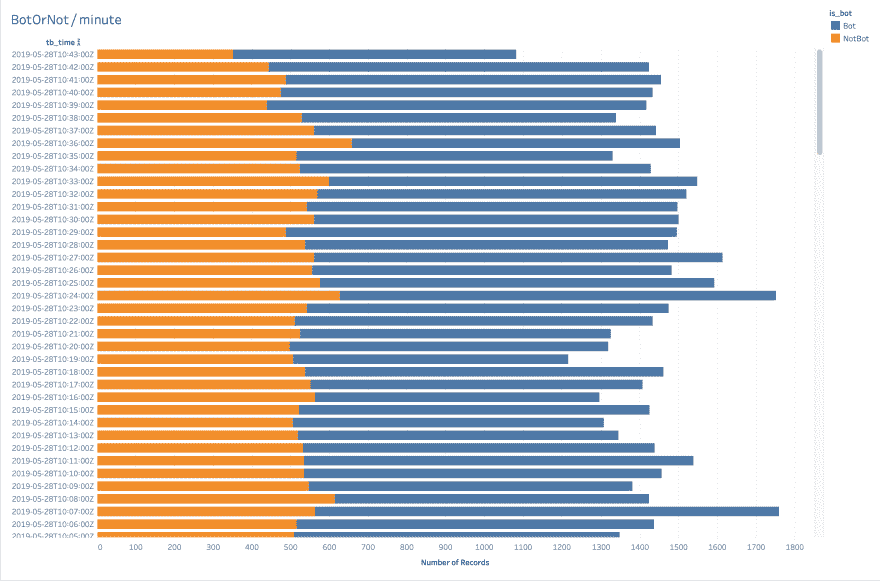 BotOrNot / minute
is_bot
Bot
NotBot
tb_time
2019-05-28T10:43:00Z
2019-05-28T10:42:00Z
2019-05-28T10:41:00Z
2019-05-28T10:40:00Z
2019-05-28T10:39:00Z
2019-05-28T10:38:00Z
2019-05-28T10:37:00Z
2019-05-28T10:36:00Z
2019-05-28T10:35:00Z
2019-05-28T10:34:00Z
2019-05-28T10:33:00Z
2019-05-28T10:32:00Z
2019-05-28T10:31:00Z
2019-05-28T10:30:00Z
2019-05-28T10:29:00Z
2019-05-28T10:28:00Z
2019-05-28T10:27:00Z
2019-05-28T10:26:00Z
2019-05-28T10:25:00Z
2019-05-28T10:24:00Z
2019-05-28T10:23:00Z
2019-05-28T10:22:00Z
2019-05-28T10:21:00Z
2019-05-28T10:20:00Z
2019-05-28T10:19:00Z
2019-05-28T10:18:00Z
2019-05-28T10:17:00Z
2019-05-28T10:16:00Z
2019-05-28T10:15:00Z
2019-05-28T10:14:00Z
2019-05-28T10:13:00Z
2019-05-28T10:12:00Z
2019-05-28T10:11:00Z
2019-05-28T10:10:00Z
2019-05-28T10:09:00Z
2019-05-28T10:08:00Z
2019-05-28T10:07:00Z
2019-05-28T10:06:00Z
2019-05-28T10:05:00Z
0 100 200 300 400 500 600 700 800 900 1000 1100 1200 1300 1400 1500 1600 1700 1800
Number of Records